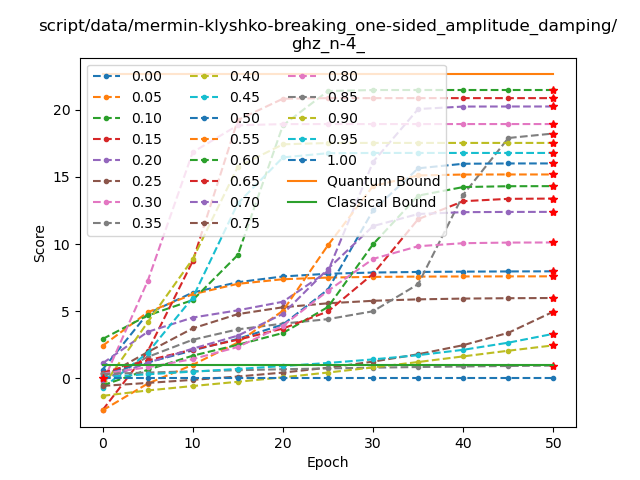 script/data/mermin-klyshko-breaking_one-sided_amplitude_damping/
ghz_n-4_
0.00 0.40 0.80
0.05 0.45 0.85
0.10 0.50 0.90
0.15 0.55 0.95
0.20 0.60 1.00
0.25 0.65 Quantum Bound
0.30 0.70 Classical Bound
0.35 0.75
20
15
10
5
0
Score
0 10 20 30 40 50
Epoch